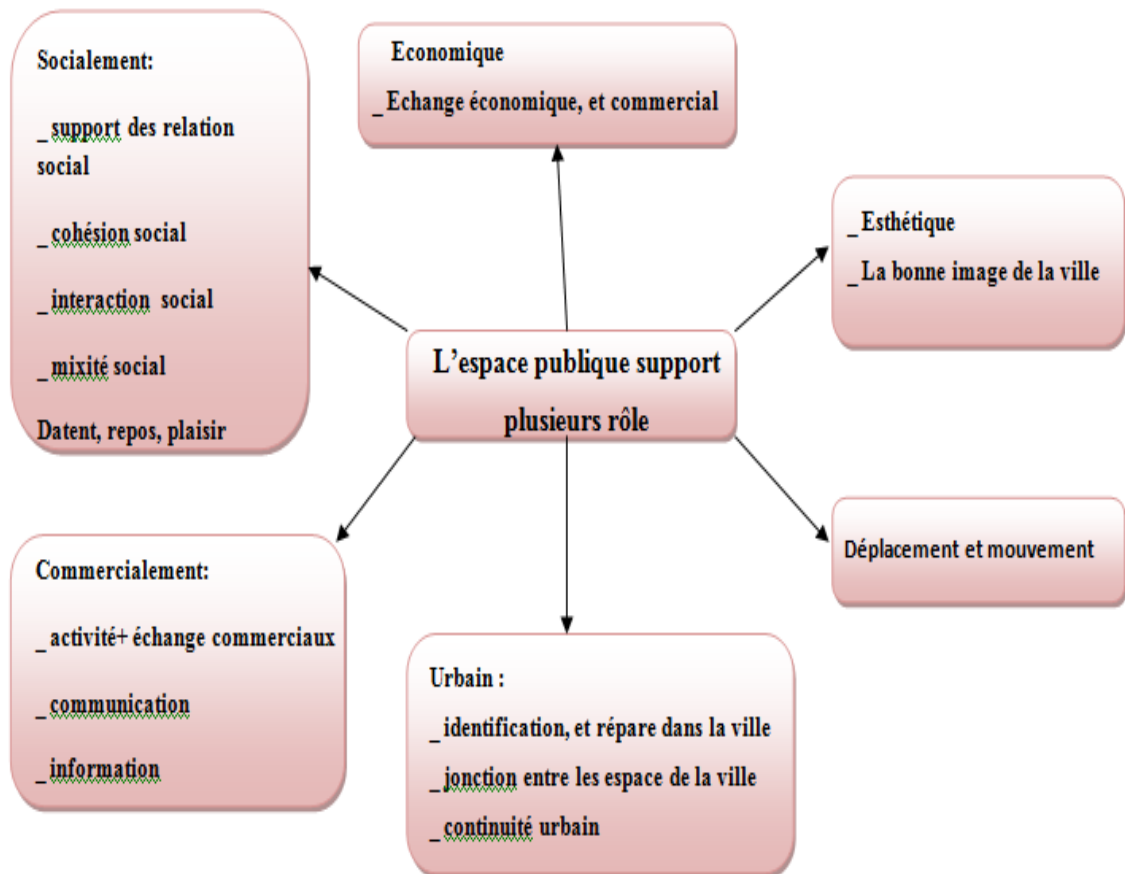 Socialement:
_ support des relation
social
_ cohésion social
_ interaction social
_ mixité social
Datent, repos, plaisir
Economique
_ Echange économique, et commercial
_ Esthétique
_ La bonne image de la ville
L’espace publique support
plusieurs rôle
Déplacement et mouvement
Commercialement:
_ activité+ échange commerciaux
_ communication
_ information
Urbain :
_ identification, et répare dans la ville
_ jonction entre les espace de la ville
_ continuité urbain